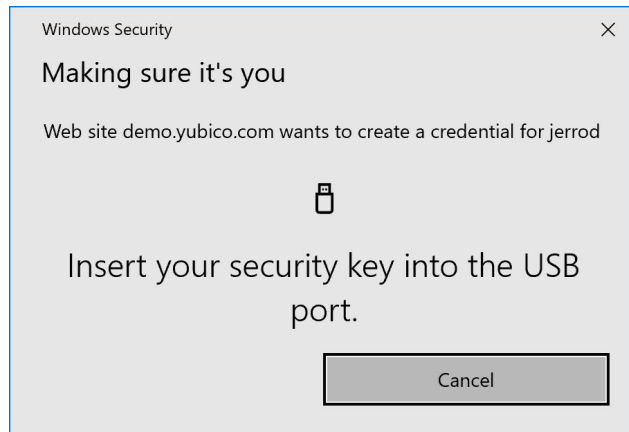 Windows Security
Making sure it's you
Web site demo.yubico.com wants to create a credential for jerrod
Insert your security key into the USB
port.
Cancel